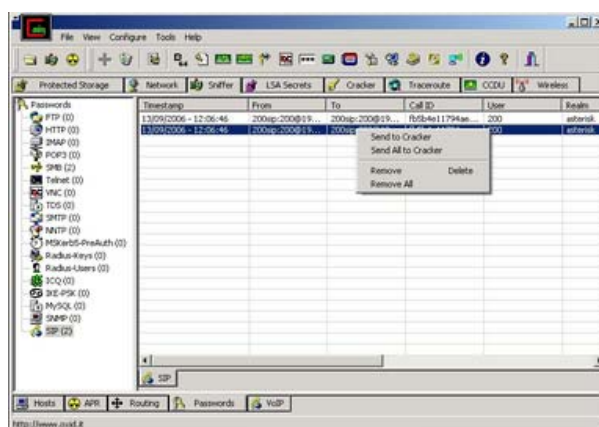 Cain
File View Configure Tools Help
Protected Storage Network Sniffer LSA Secrets Cracker Traceroute CCDU Wireless
Passwords
FTP (0)
HTTP (0)
IMAP (0)
POP3 (0)
SMB (2)
Telnet (0)
VNC (0)
TDS (0)
SMTP (0)
NNTP (0)
MSKerb5-PreAuth (0)
Radius-Keys (0)
Radius-Users (0)
ICQ (0)
IKE-PSK (0)
MySQL (0)
SNMP (0)
SIP (2)
Timestamp From To Call ID User Realm
13/09/2006 - 12:06:46 200sip:200@19... 200sip:200@19... fb5b4e11794ae... 200 asterisk
13/09/2006 - 12:06:46 200sip:200@19... 200 asterisk
Send to Cracker
Send All to Cracker
Remove Delete
Remove All
SIP
Hosts APR Routing Passwords VoIP
http://www.oxid.it